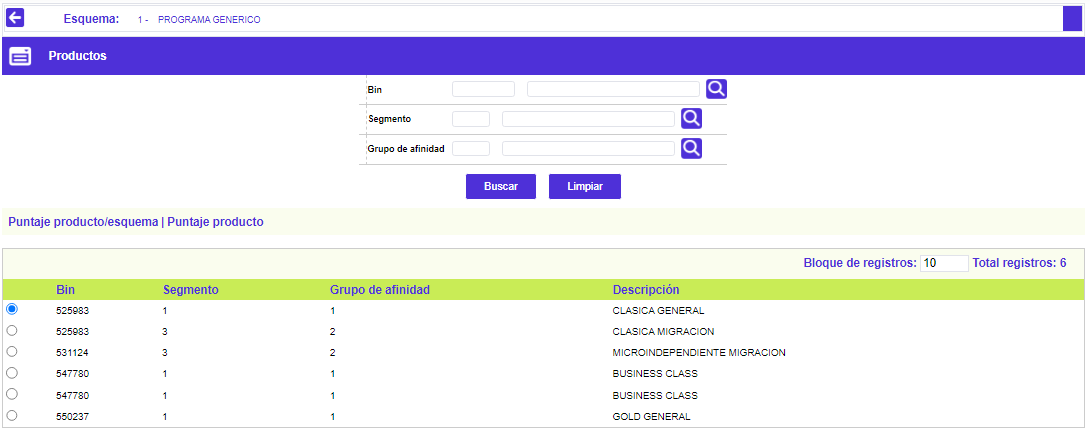 Esquema: 1 - PROGRAMA GENERICO
Productos
Bin
Segmento
Grupo de afinidad
Buscar Limpiar
Puntaje producto/esquema | Puntaje producto
Bloque de registros: 10 Total registros: 6
Bin Segmento Grupo de afinidad Descripción
525983 1 1 CLASICA GENERAL
525983 3 2 CLASICA MIGRACION
531124 3 2 MICROINDEPENDIENTE MIGRACION
547780 1 1 BUSINESS CLASS
547780 1 1 BUSINESS CLASS
550237 1 1 GOLD GENERAL